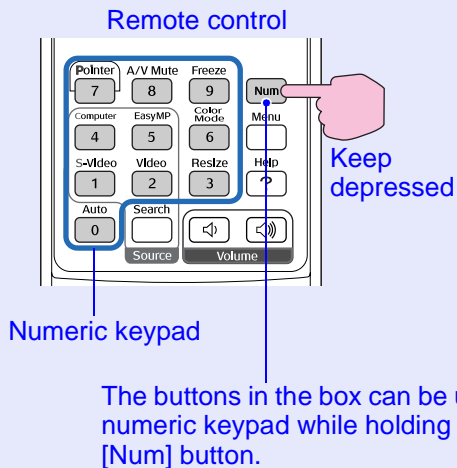 Remote control
Pointer A/V Mute Freeze
7 8 9 Num
Computer EasyMP Color Mode Menu
4 5 6
S-Video Video Resize Help
1 2 3 ?
Auto Search
0
Source Volume
Keep
depressed
Numeric keypad
The buttons in the box can be
numeric keypad while holding
[Num] button.